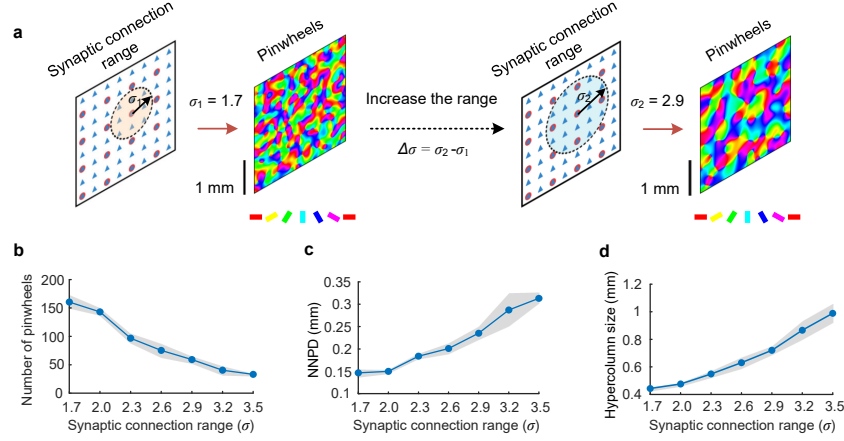 a
Synaptic connection
range
σ1
σ1 = 1.7
Pinwheels
1 mm
Increase the range
Δσ = σ2 -σ1
Synaptic connection
range
σ2
σ2 = 2.9
Pinwheels
1 mm
b
Number of pinwheels
200
150
100
50
0
1.7 2.0 2.3 2.6 2.9 3.2 3.5
Synaptic connection range (σ)
c
NNPD (mm)
0.35
0.3
0.25
0.2
0.15
0.1
1.7 2.0 2.3 2.6 2.9 3.2 3.5
Synaptic connection range (σ)
d
Hypercolumn size (mm)
1.2
1
0.8
0.6
0.4
1.7 2.0 2.3 2.6 2.9 3.2 3.5
Synaptic connection range (σ)